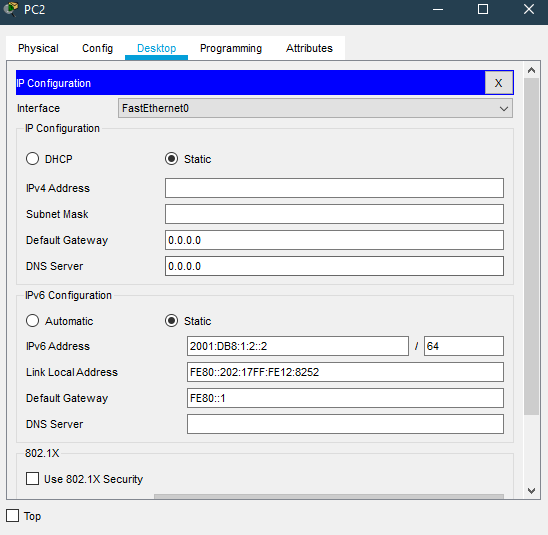 PC2
Physical Config Desktop Programming Attributes
IP Configuration X
Interface FastEthernet0
IP Configuration
DHCP Static
IPv4 Address
Subnet Mask
Default Gateway 0.0.0.0
DNS Server 0.0.0.0
IPv6 Configuration
Automatic Static
IPv6 Address 2001:DB8:1:2::2 / 64
Link Local Address FE80::202:17FF:FE12:8252
Default Gateway FE80::1
DNS Server
802.1X
Use 802.1X Security
Top